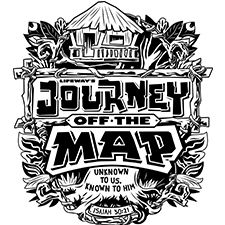 LIFEWAY'S
JOURNEY
OFF·THE
MAP
UNKNOWN
TO US,
KNOWN TO HIM
ISAIAH 30:21